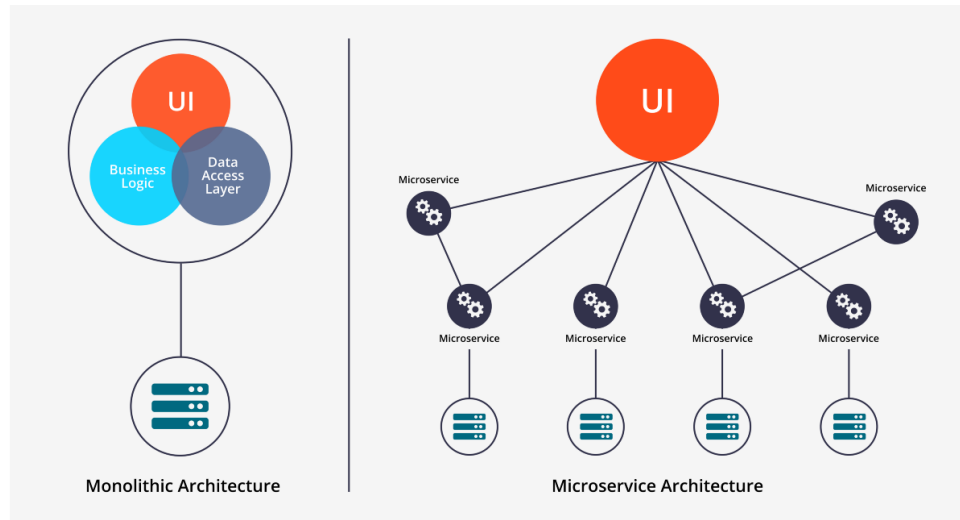 UI
Business
Logic
Data
Access
Layer
Monolithic Architecture
UI
Microservice
Microservice
Microservice
Microservice
Microservice
Microservice
Microservice Architecture